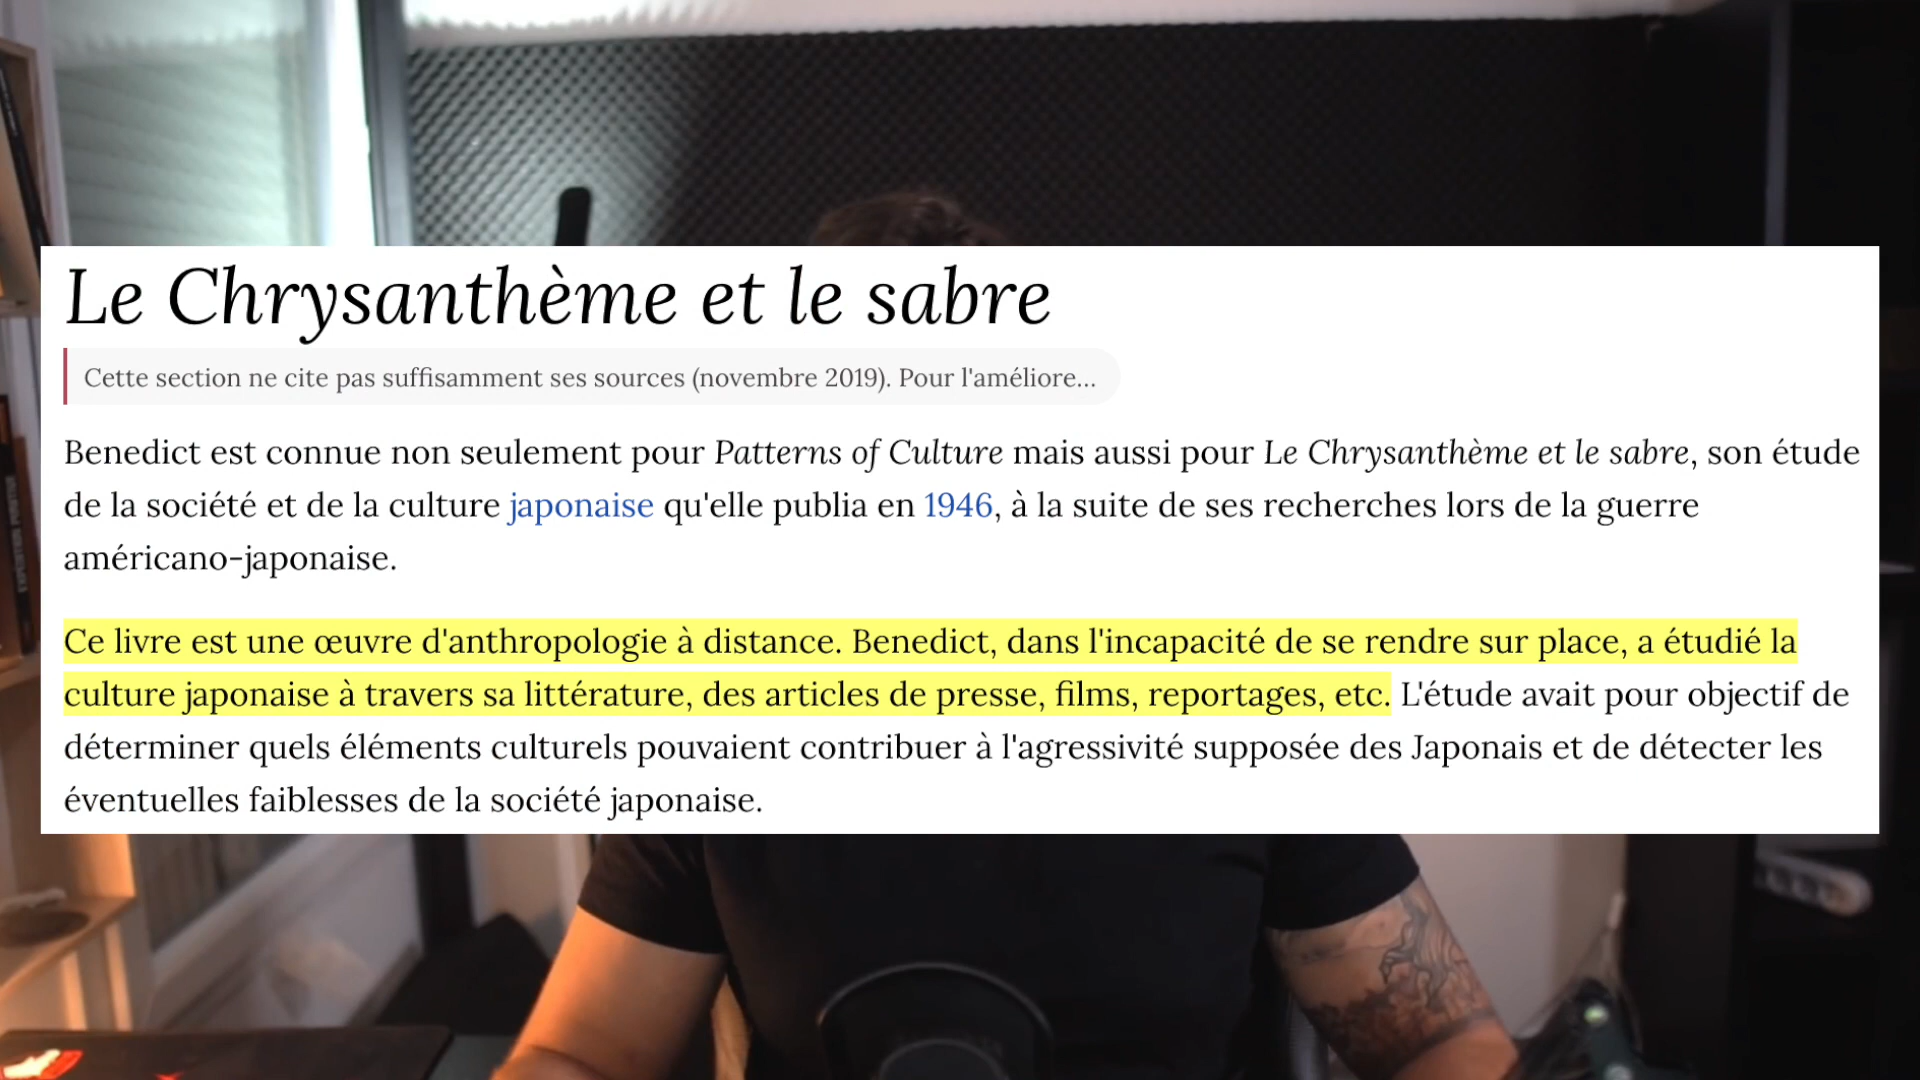 Le Chrysanthème et le sabre
Cette section ne cite pas suffisamment ses sources (novembre 2019). Pour l'améliore...
Benedict est connue non seulement pour Patterns of Culture mais aussi pour Le Chrysanthème et le sabre, son étude
de la société et de la culture japonaise qu'elle publia en 1946, à la suite de ses recherches lors de la guerre
américano-japonaise.
Ce livre est une œuvre d'anthropologie à distance. Benedict, dans l'incapacité de se rendre sur place, a étudié la
culture japonaise à travers sa littérature, des articles de presse, films, reportages, etc. L'étude avait pour objectif de
déterminer quels éléments culturels pouvaient contribuer à l'agressivité supposée des Japonais et de détecter les
éventuelles faiblesses de la société japonaise.